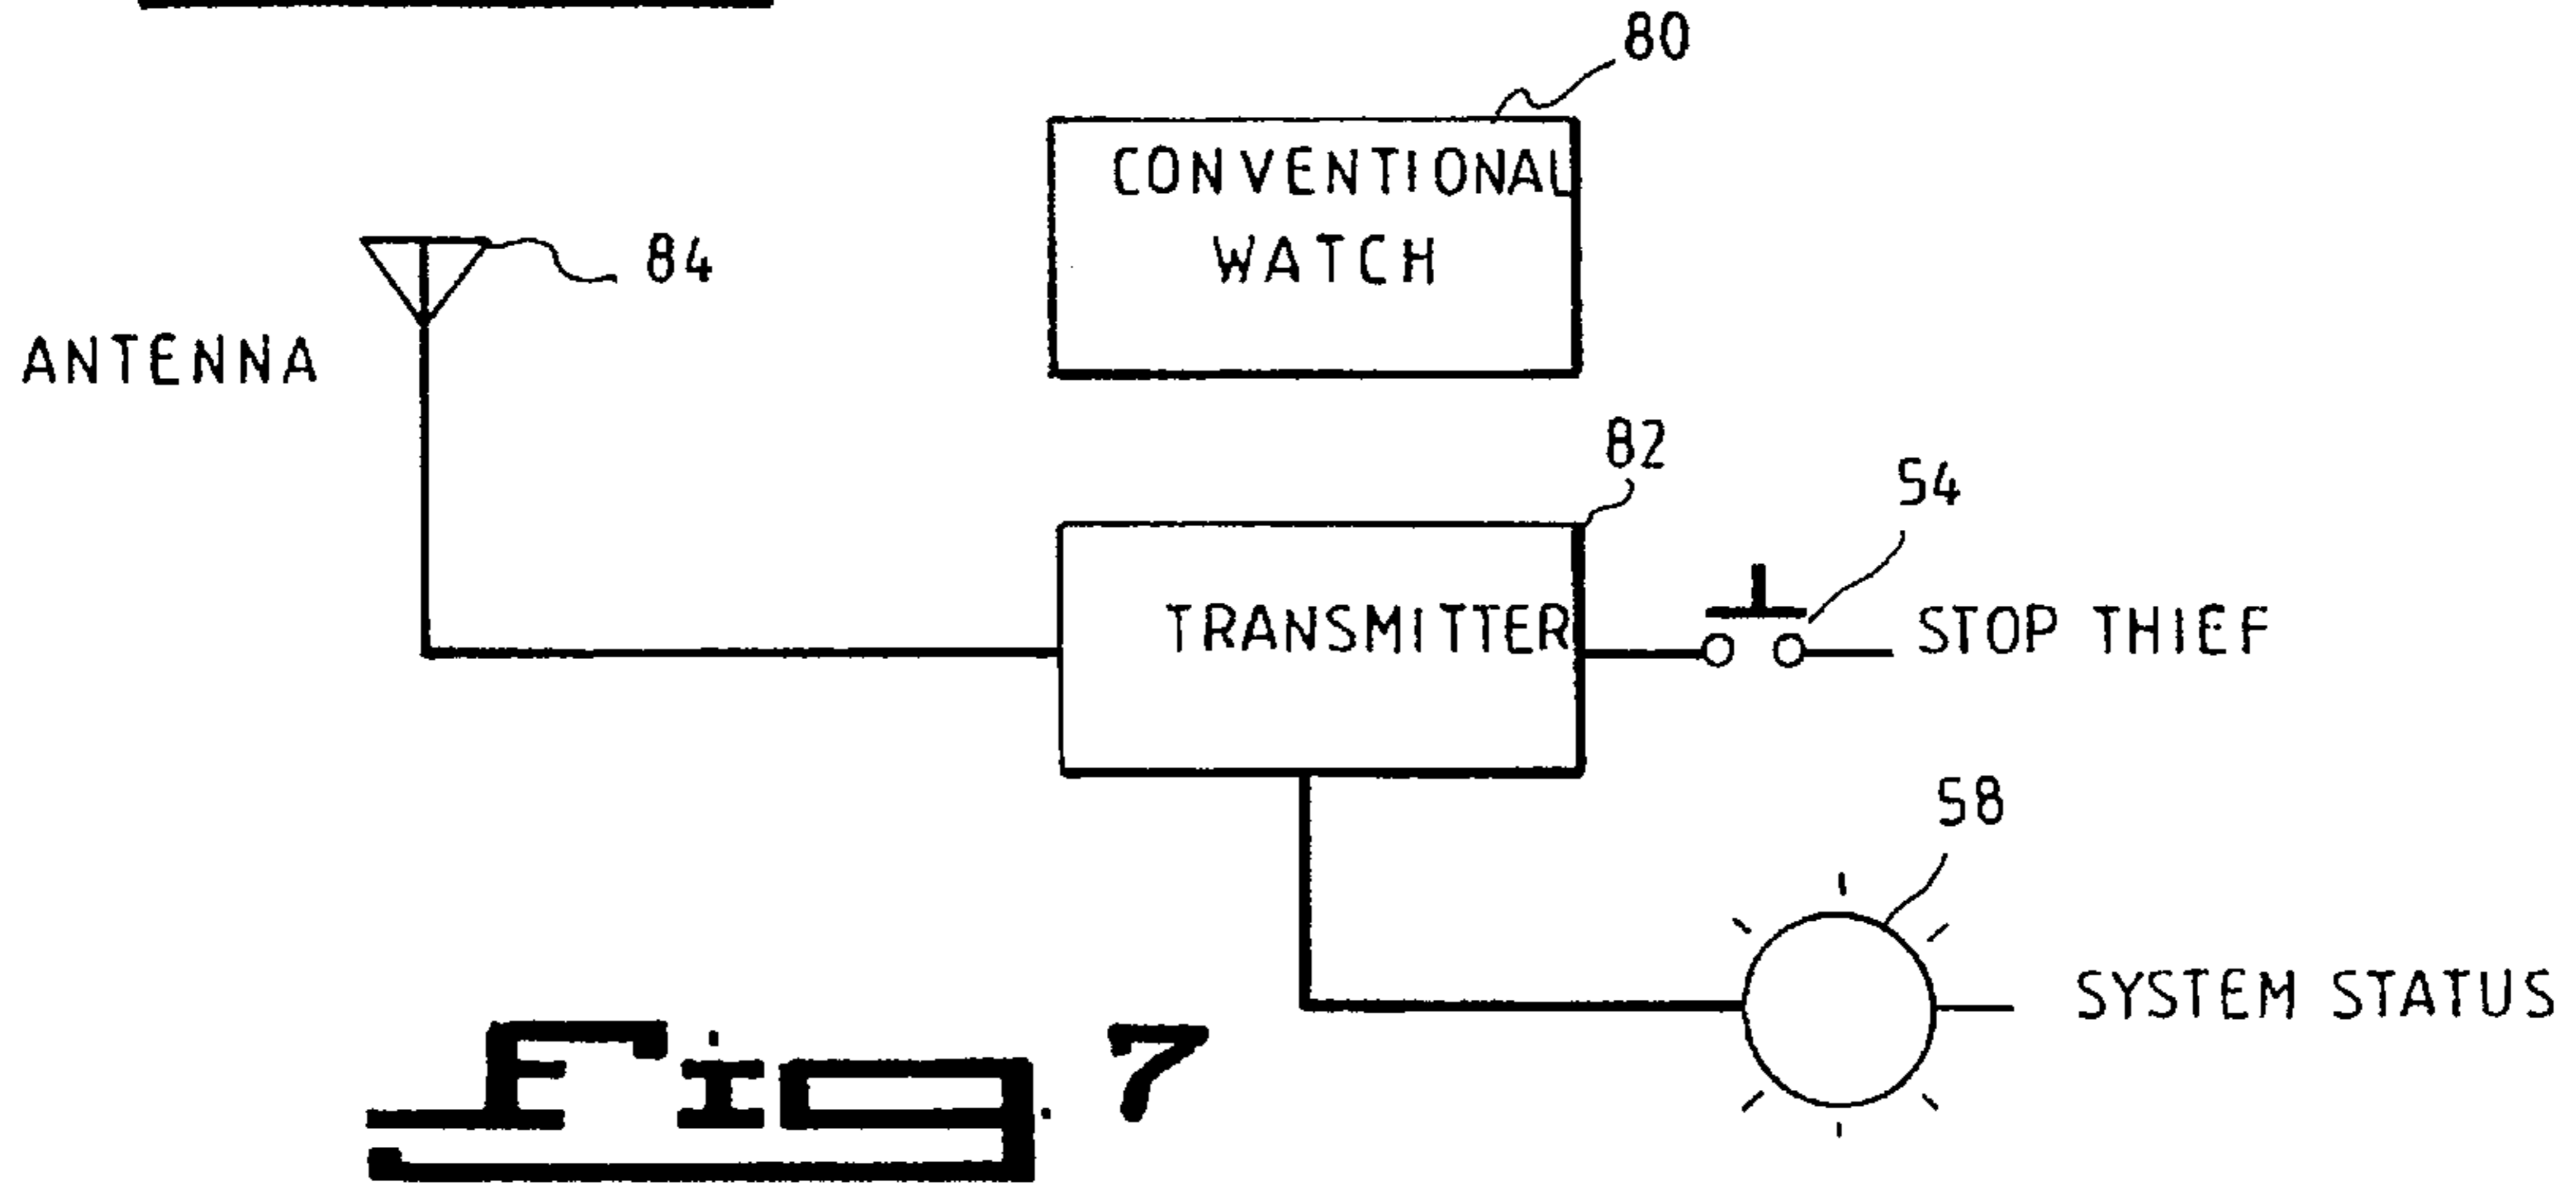 80
CONVENTIONAL
WATCH
84
ANTENNA
82
54
TRANSMITTER
STOP THIEF
58
SYSTEM STATUS
Fig. 7